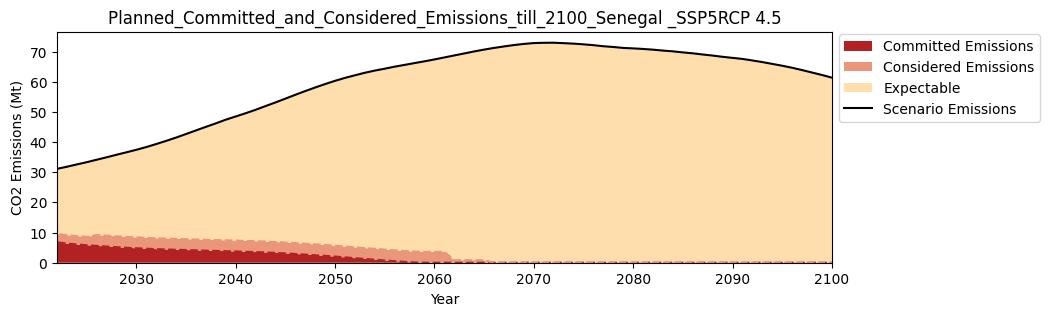 Planned_Committed_and_Considered_Emissions_till_2100_Senegal _SSP5RCP 4.5
Committed Emissions
Considered Emissions
Expectable
Scenario Emissions
CO2 Emissions (Mt)
70
60
50
40
30
20
10
0
2030 2040 2050 2060 2070 2080 2090 2100
Year